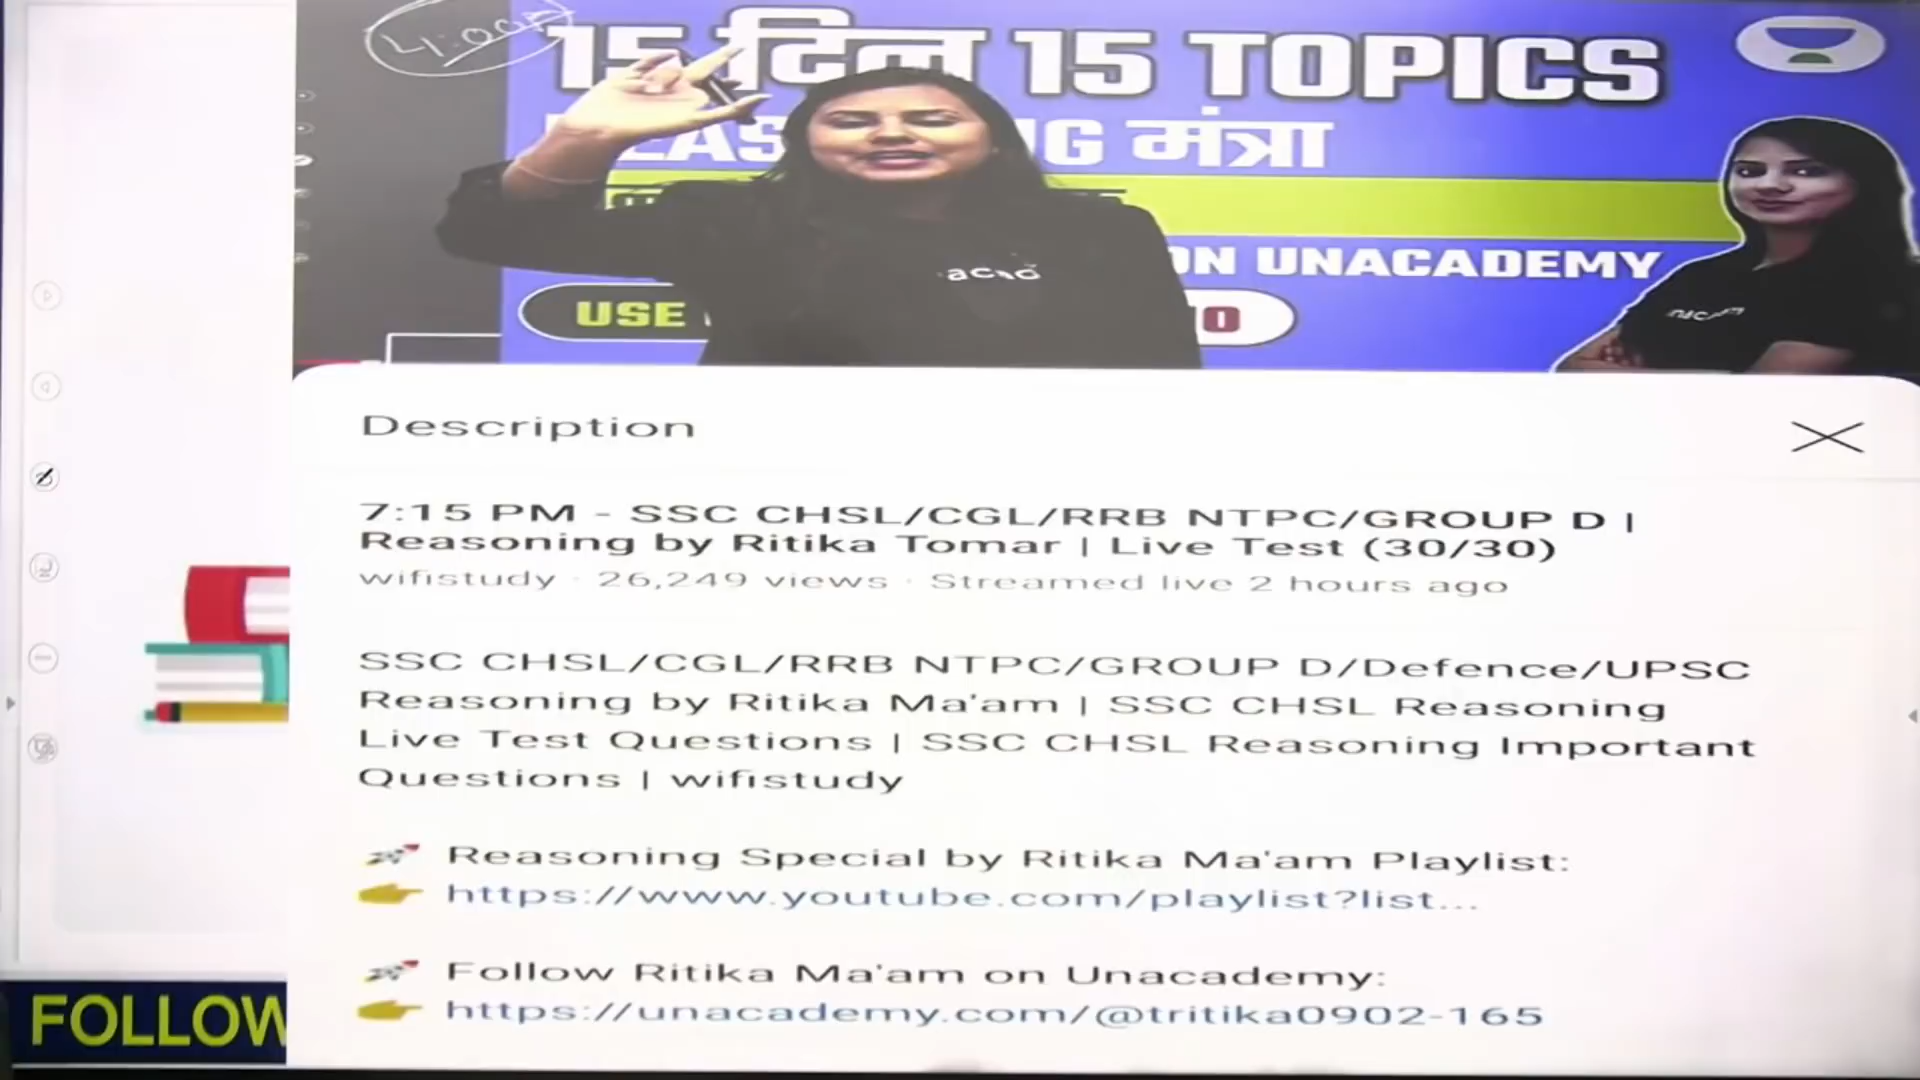 15 दिन 15 TOPICS
मंत्रा
ON UNACADEMY
USE
Description
7:15 PM - SSC CHSL/CGL/RRB NTPC/GROUP D |
Reasoning by Ritika Tomar | Live Test (30/30)
wifistudy · 26,249 views · Streamed live 2 hours ago
SSC CHSL/CGL/RRB NTPC/GROUP D/Defence/UPSC
Reasoning by Ritika Ma'am | SSC CHSL Reasoning
Live Test Questions | SSC CHSL Reasoning Important
Questions | wifistudy
Reasoning Special by Ritika Ma'am Playlist:
https://www.youtube.com/playlist?list...
Follow Ritika Ma'am on Unacademy:
https://unacademy.com/@tritika0902-165
FOLLOW